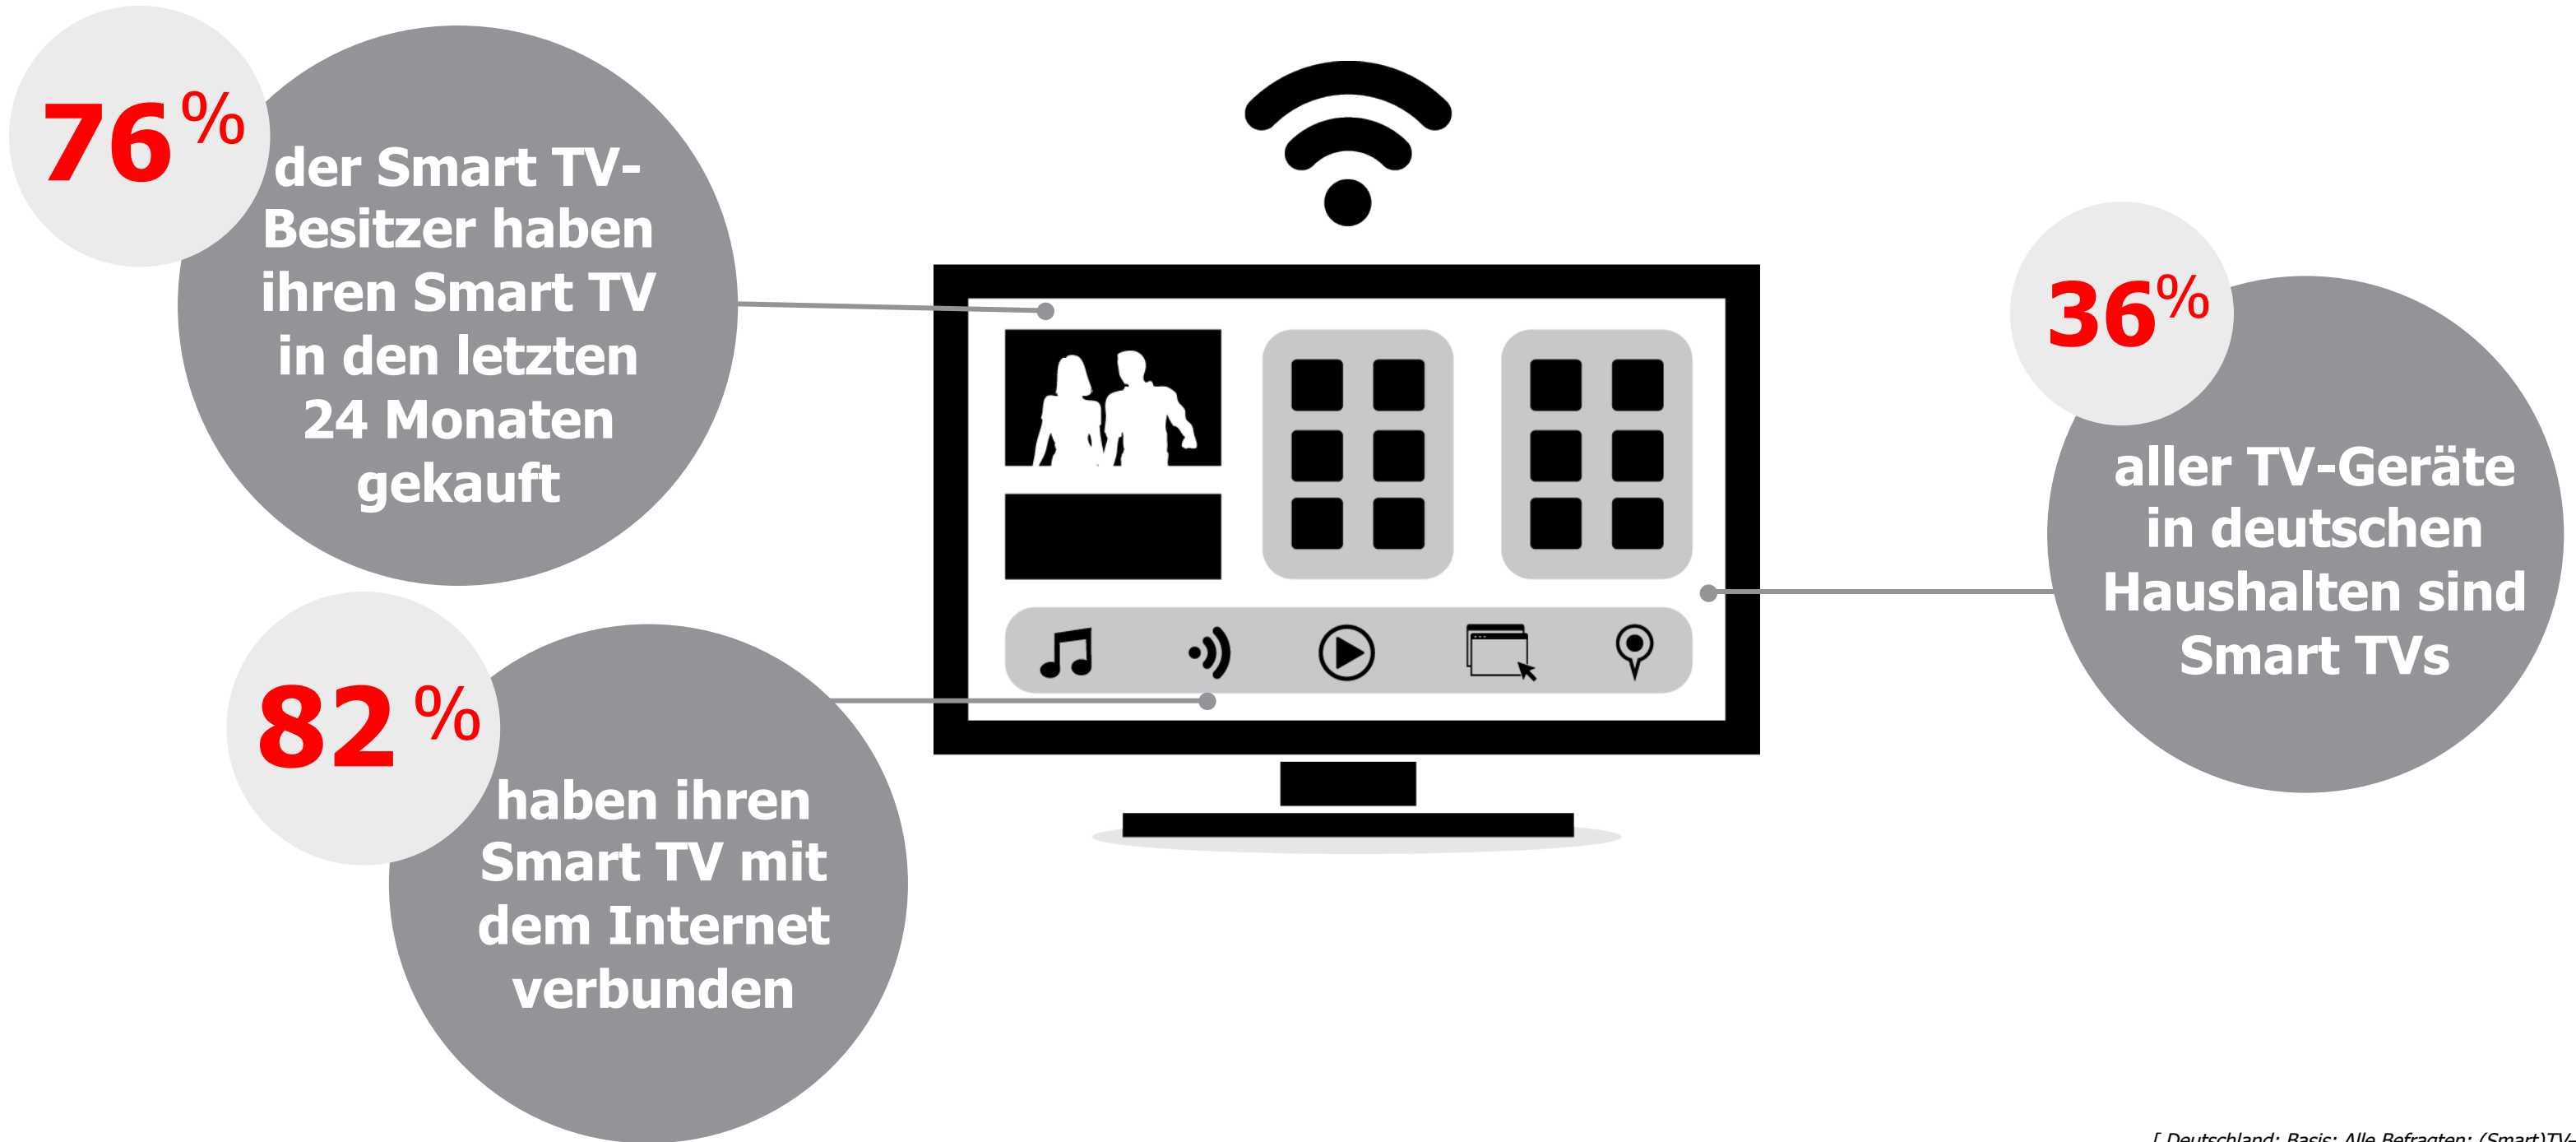 76%
der Smart TV-
Besitzer haben
ihren Smart TV
in den letzten
24 Monaten
gekauft
82%
haben ihren
Smart TV mit
dem Internet
verbunden
36%
aller TV-Geräte
in deutschen
Haushalten sind
Smart TVs
[ Deutschland; Basis: Alle Befragten; (Smart)TV-